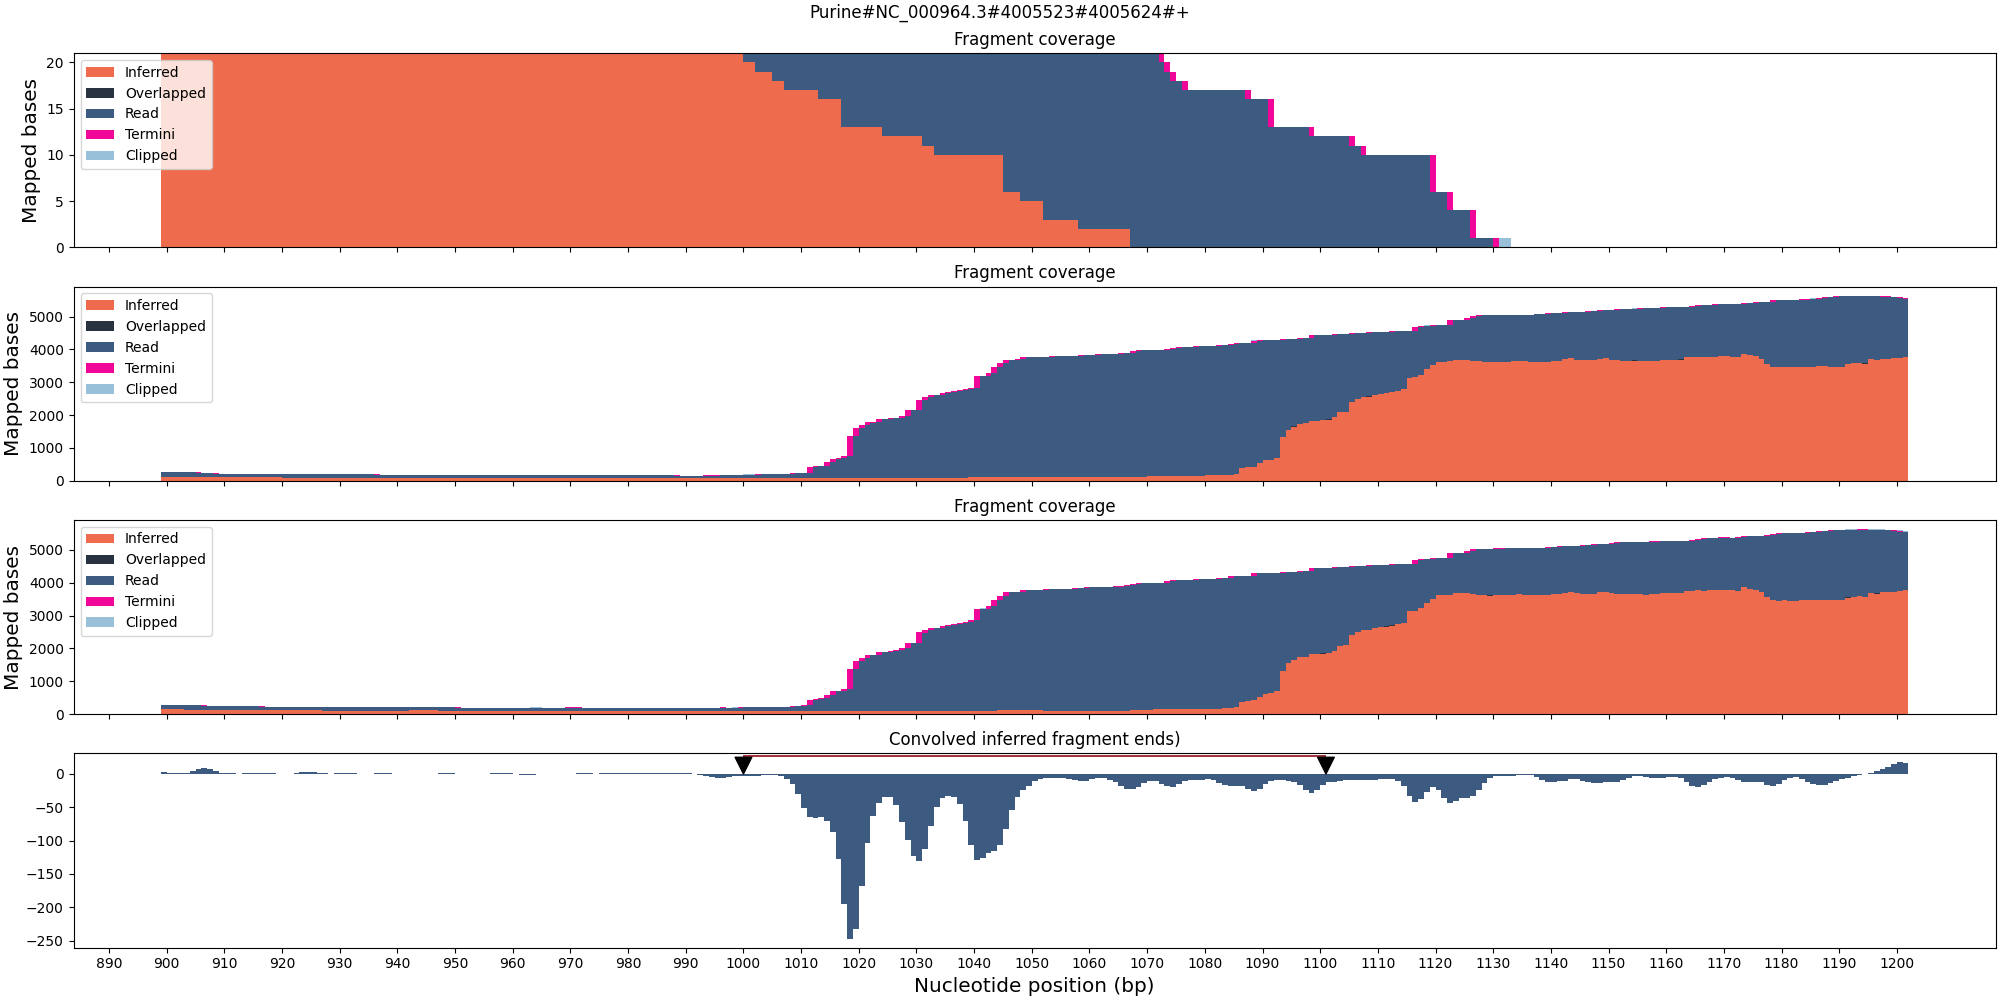 Purine#NC_000964.3#4005523#4005624#+
Fragment coverage
Mapped bases
20
15
10
5
0
Inferred
Overlapped
Read
Termini
Clipped
Fragment coverage
Mapped bases
5000
4000
3000
2000
1000
0
Inferred
Overlapped
Read
Termini
Clipped
Fragment coverage
Mapped bases
5000
4000
3000
2000
1000
0
Inferred
Overlapped
Read
Termini
Clipped
Convolved inferred fragment ends)
0
−50
−100
−150
−200
−250
890 900 910 920 930 940 950 960 970 980 990 1000 1010 1020 1030 1040 1050 1060 1070 1080 1090 1100 1110 1120 1130 1140 1150 1160 1170 1180 1190 1200
Nucleotide position (bp)